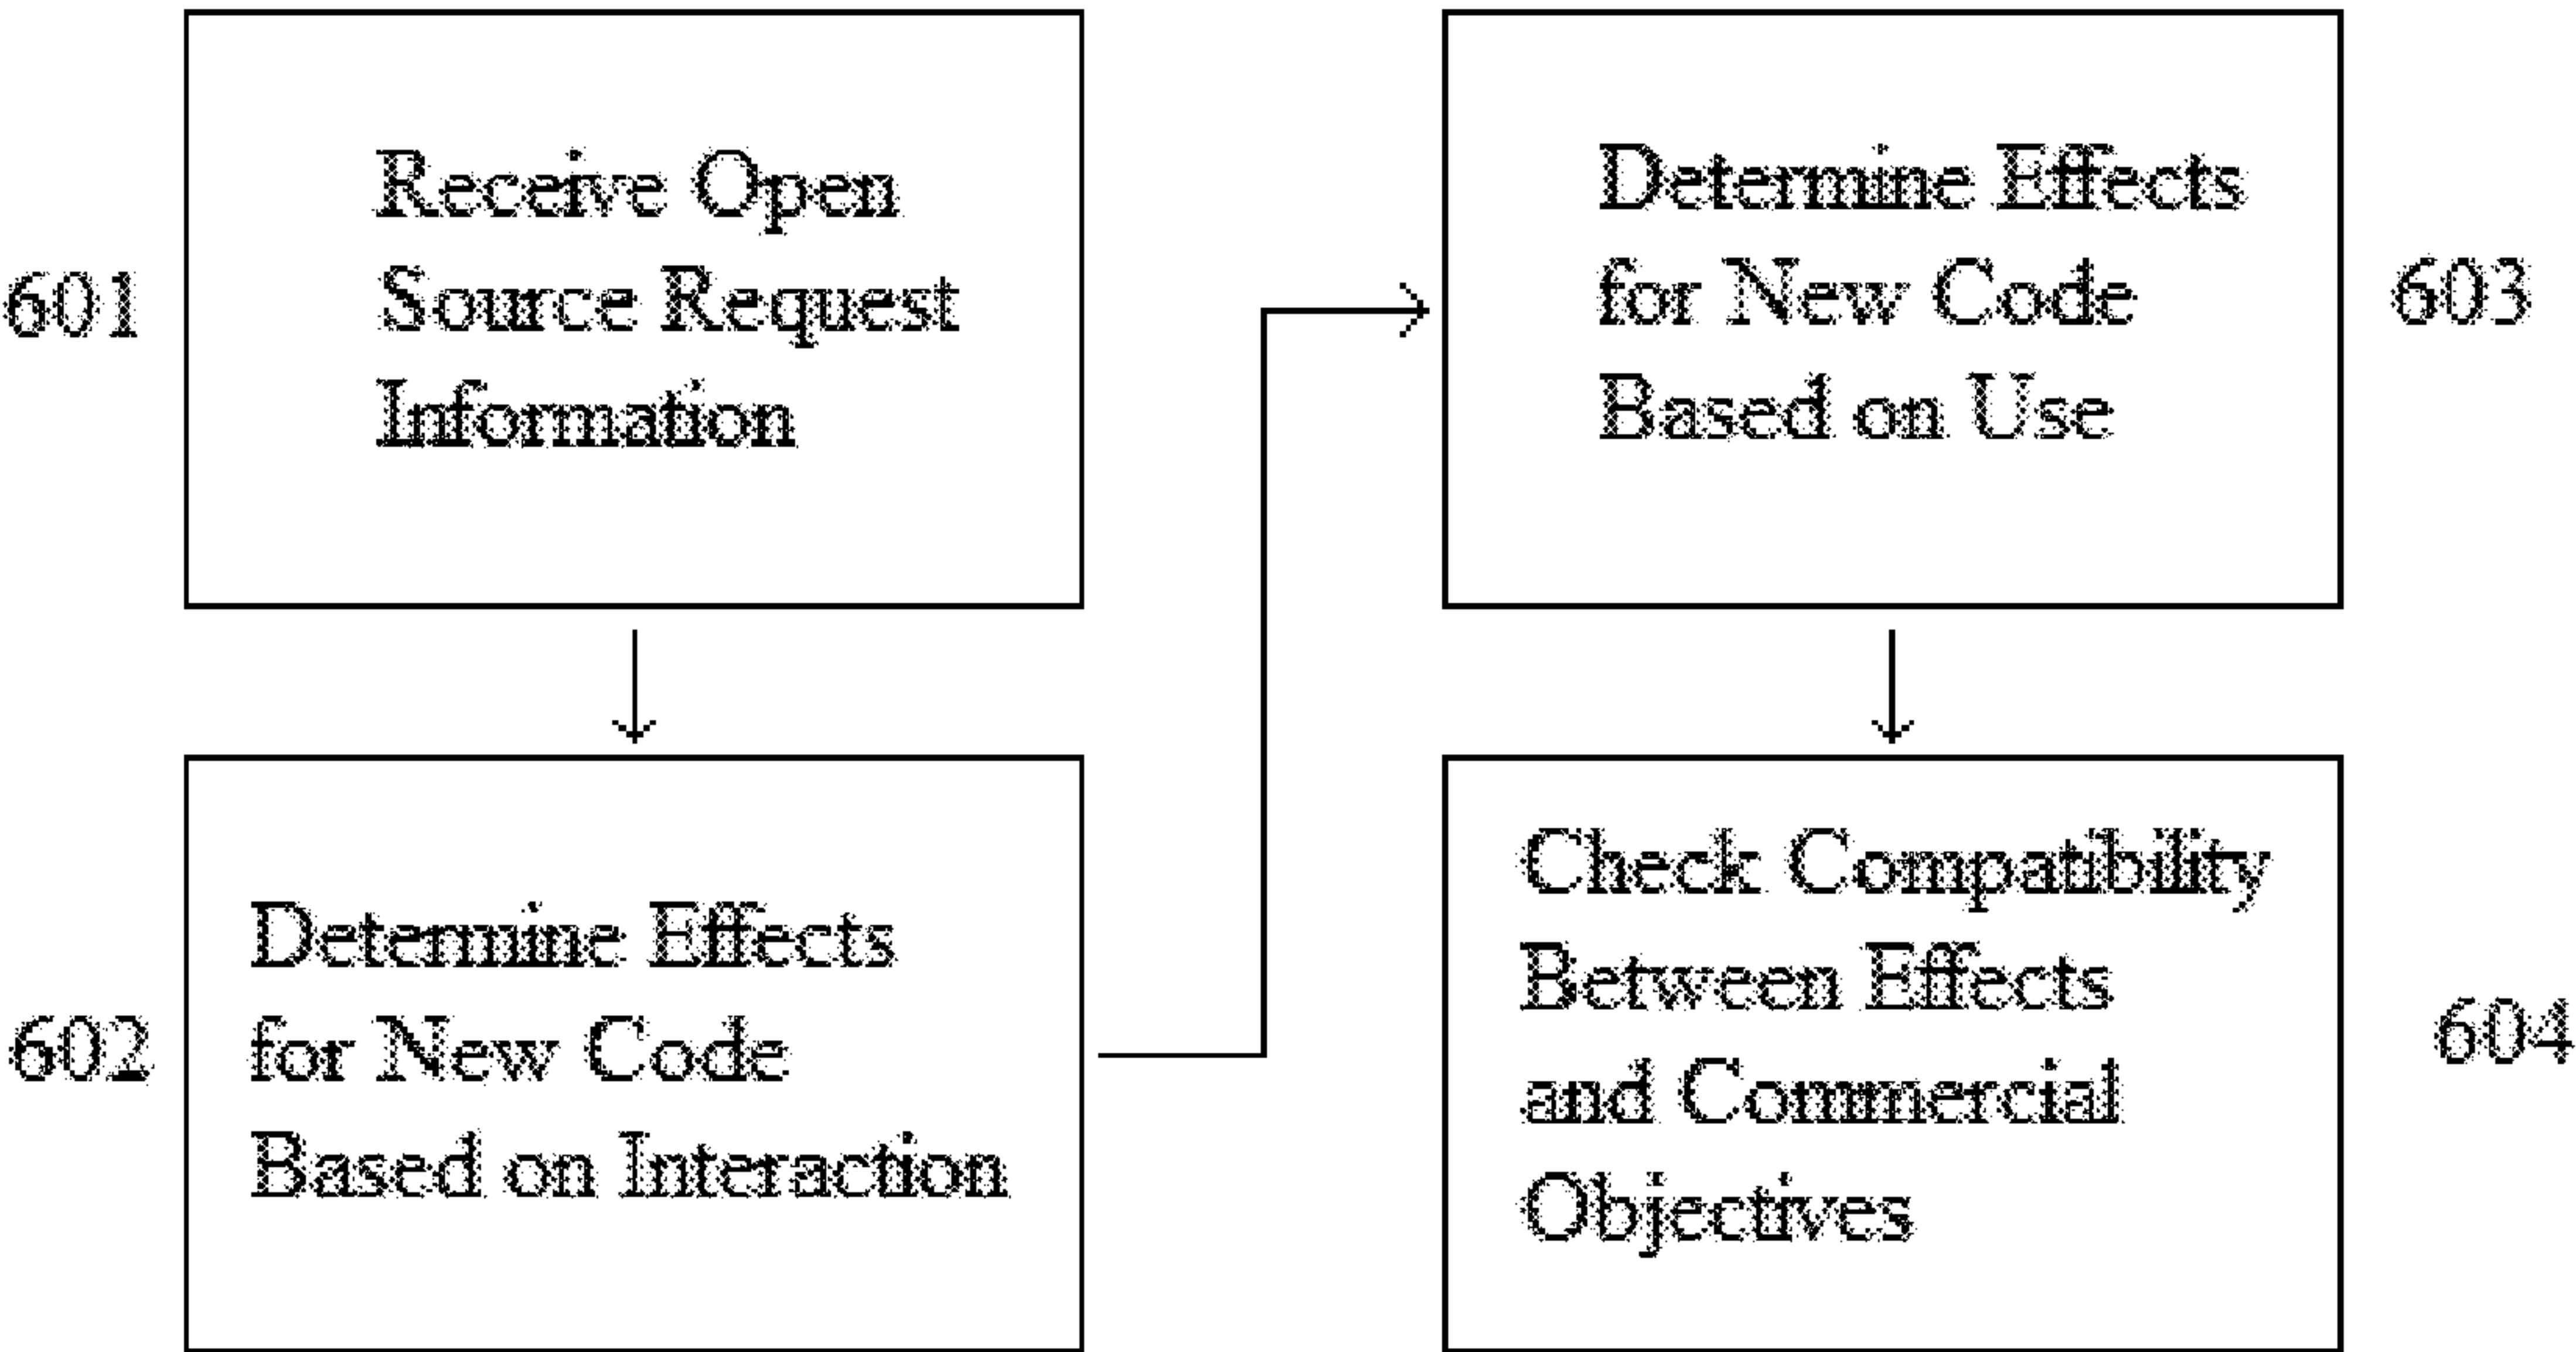 601
Receive Open
Source Request
Information
602
Determine Effects
for New Code
Based on Interaction
603
Determine Effects
for New Code
Based on Use
604
Check Compatibility
Between Effects
and Commercial
Objectives